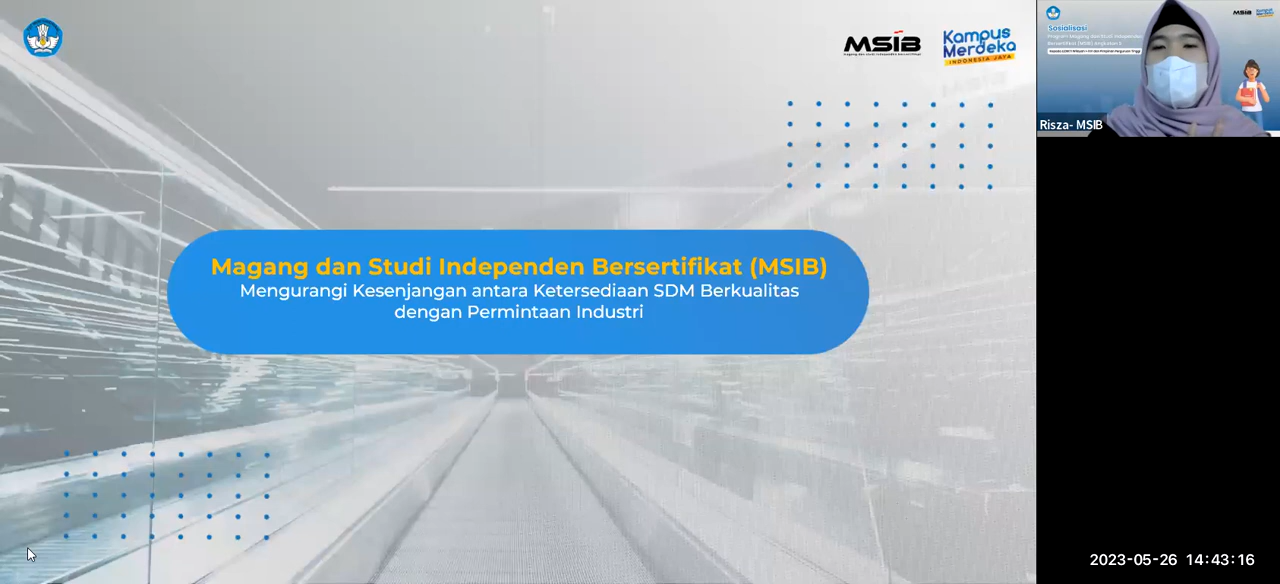 MSIB
Kampus
Merdeka
INDONESIA JAYA
Magang dan Studi Independen Bersertifikat (MSIB)
Mengurangi Kesenjangan antara Ketersediaan SDM Berkualitas
dengan Permintaan Industri
MSIB
Sosialisasi
Risza- MSIB
2023-05-26 14:43:16